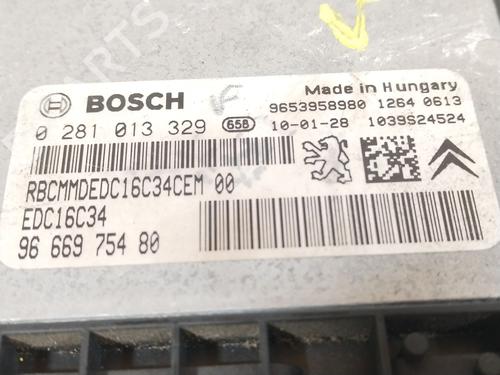 BOSCH
Made in Hungary
9653958980 1264 0613
0 281 013 329 658 10-01-28 1039S24524
RBCMMDEDC16C34CEM 00
EDC16C34
96 669 754 80